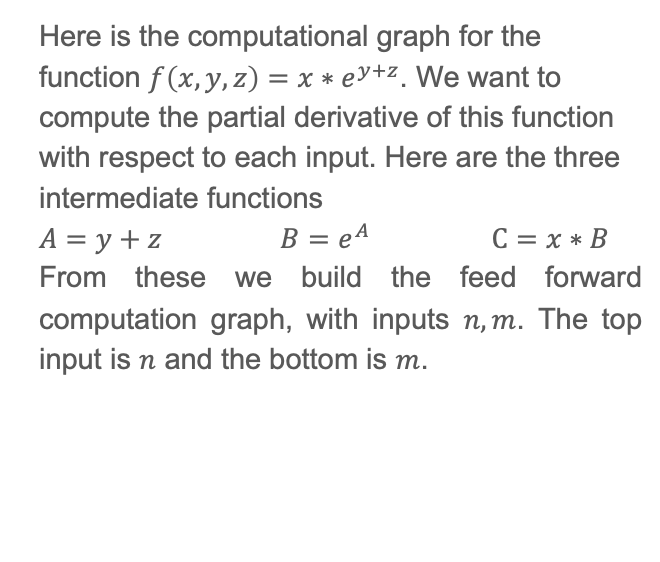 Here is the computational graph for the
function f(x, y, z) = x * e^{y+z}. We want to
compute the partial derivative of this function
with respect to each input. Here are the three
intermediate functions
A = y + z B = e^A C = x * B
From these we build the feed forward
computation graph, with inputs n, m. The top
input is n and the bottom is m.